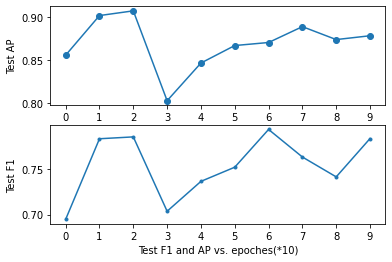 Test AP
0.90
0.85
0.80
0 1 2 3 4 5 6 7 8 9
Test F1
0.75
0.70
0 1 2 3 4 5 6 7 8 9
Test F1 and AP vs. epoches(*10)